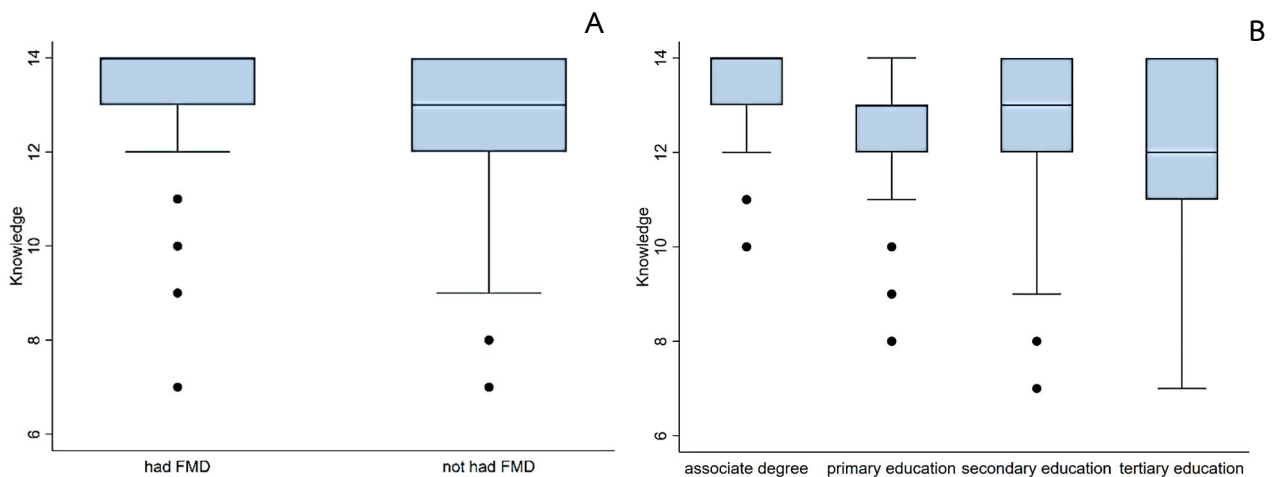 A
Knowledge
14
12
10
8
6
had FMD
not had FMD
B
Knowledge
14
12
10
8
6
associate degree
primary education
secondary education
tertiary education